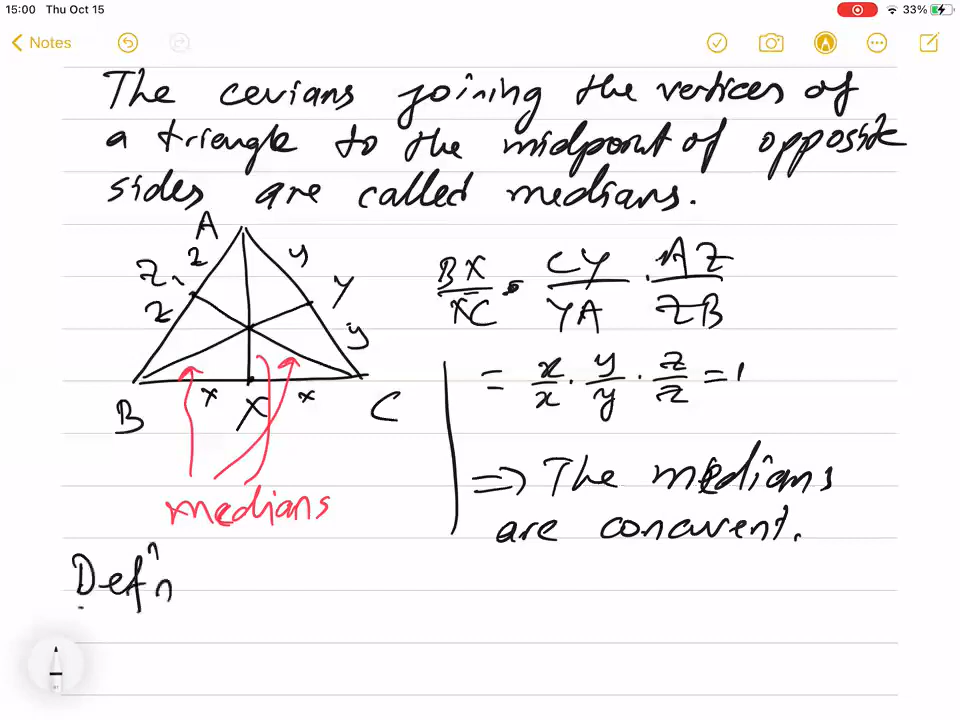 15:00 Thu Oct 15
33%
Notes
The cevians joining the vertices of
a triangle to the midpoint of opposite
sides are called medians.
A
z y
Z Y
z y
B x X x C
medians
BX/XC · CY/YA · AZ/ZB
= x/x · y/y · z/z = 1
⇒ The medians
are concurrent.
Defⁿn